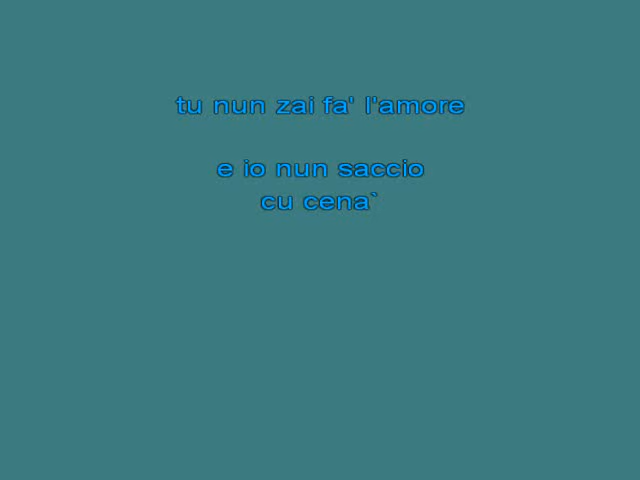 tu nun zai fa' l'amore
e io nun saccio
cu cena`